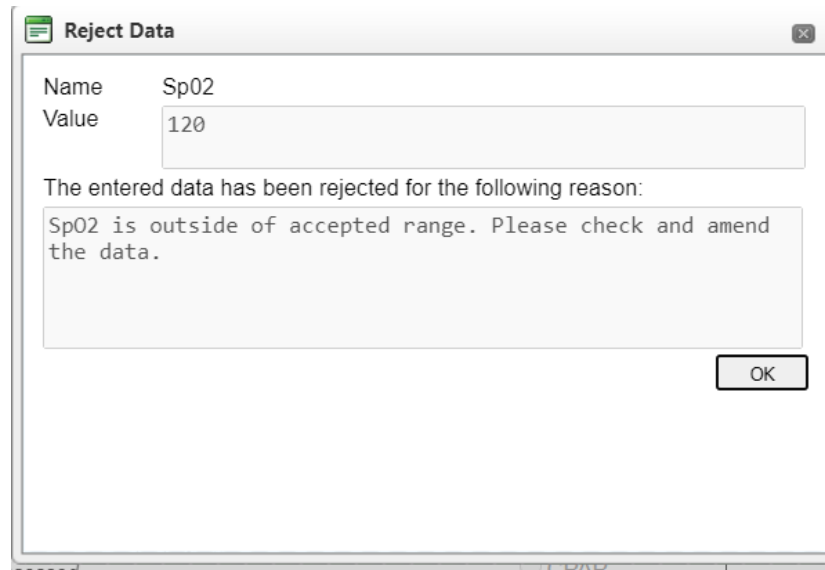 Reject Data
Name Sp02
Value 120
The entered data has been rejected for the following reason:
SpO2 is outside of accepted range. Please check and amend
the data.
OK